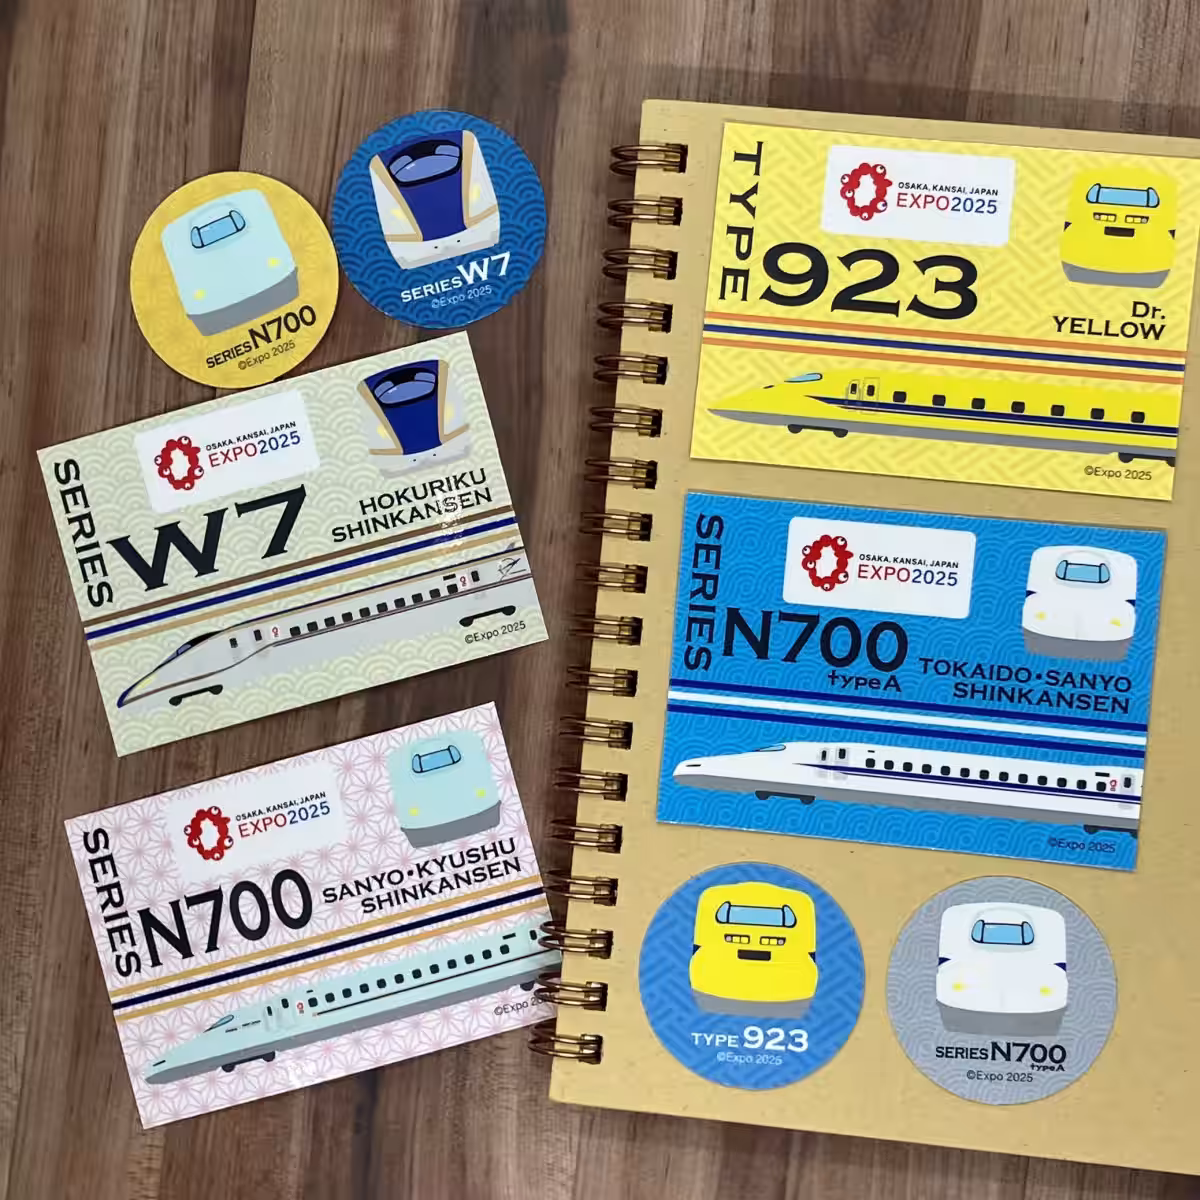 SERIES N700
©Expo 2025
SERIES W7
©Expo 2025
SERIES
OSAKA, KANSAI, JAPAN
EXPO2025
W7
HOKURIKU
SHINKANSEN
©Expo 2025
SERIES
OSAKA, KANSAI, JAPAN
EXPO2025
N700
SANYO•KYUSHU
SHINKANSEN
©Expo
TYPE
OSAKA, KANSAI, JAPAN
EXPO2025
923
Dr.
YELLOW
©Expo 2025
SERIES
OSAKA, KANSAI, JAPAN
EXPO2025
N700
typeA
TOKAIDO•SANYO
SHINKANSEN
©Expo 2025
TYPE 923
©Expo 2025
SERIES N700
typeA
©Expo 2025